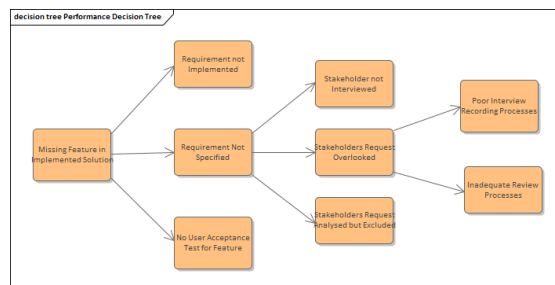 decision tree Performance Decision Tree
Requirement not
Implemented
Stakeholder not
Interviewed
Poor Interview
Recording Processes
Missing Feature in
Implemented Solution
Requirement Not
Specified
Stakeholders Request
Overlooked
Inadequate Review
Processes
No User Acceptance
Test for Feature
Stakeholders Request
Analysed but Excluded